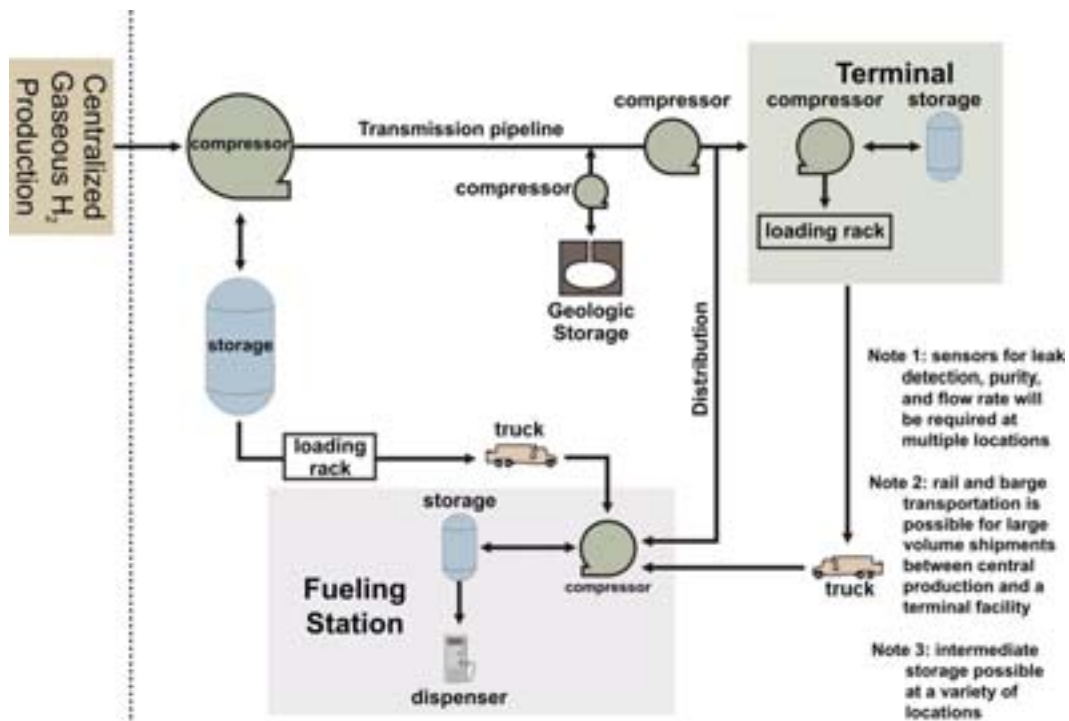 Centralized
Gaseous H₂
Production
compressor
Transmission pipeline
compressor
Terminal
compressor
storage
loading rack
compressor
Geologic
Storage
storage
Distribution
loading
rack
truck
Note 1: sensors for leak
detection, purity,
and flow rate will
be required at
multiple locations
Note 2: rail and barge
transportation is
possible for large
volume shipments
between central
production and a
terminal facility
Note 3: intermediate
storage possible
at a variety of
locations
truck
Fueling
Station
storage
compressor
dispenser